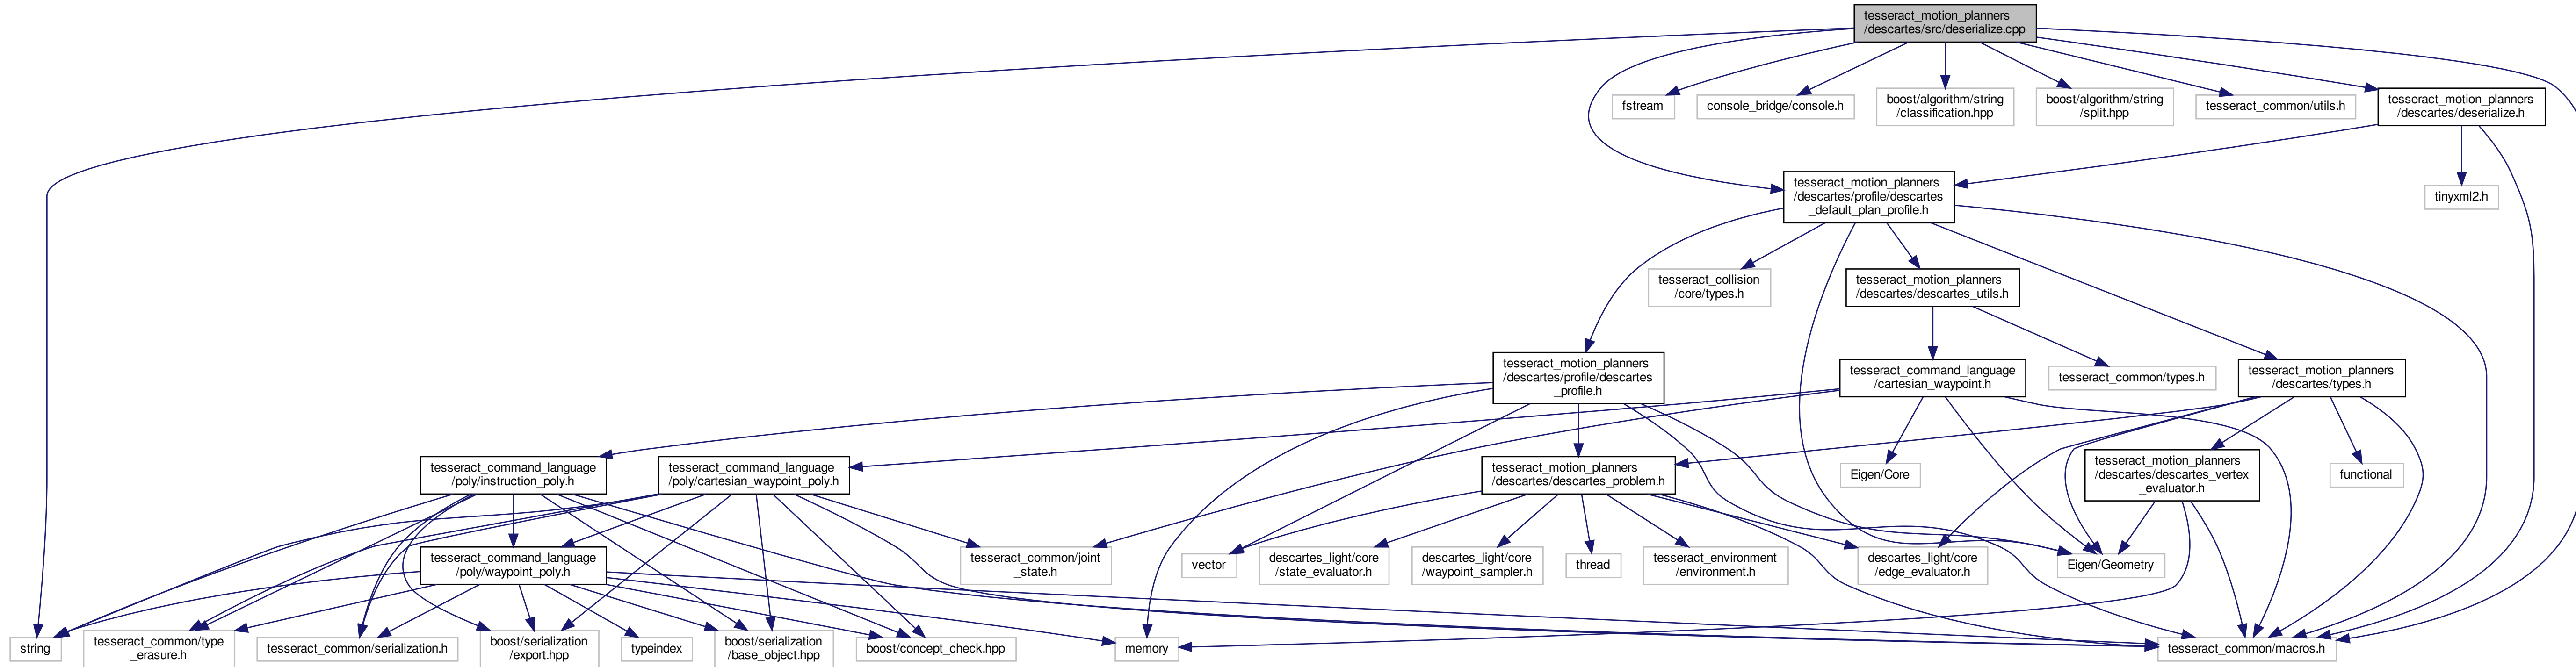 tesseract_motion_planners
/descartes/src/deserialize.cpp
fstream
console_bridge/console.h
boost/algorithm/string
/classification.hpp
boost/algorithm/string
/split.hpp
tesseract_common/utils.h
tesseract_motion_planners
/descartes/deserialize.h
tesseract_motion_planners
/descartes/profile/descartes
_default_plan_profile.h
tinyxml2.h
tesseract_collision
/core/types.h
tesseract_motion_planners
/descartes/descartes_utils.h
tesseract_motion_planners
/descartes/profile/descartes
_profile.h
tesseract_command_language
/cartesian_waypoint.h
tesseract_common/types.h
tesseract_motion_planners
/descartes/types.h
tesseract_command_language
/poly/instruction_poly.h
tesseract_command_language
/poly/cartesian_waypoint_poly.h
tesseract_motion_planners
/descartes/descartes_problem.h
Eigen/Core
tesseract_motion_planners
/descartes/descartes_vertex
_evaluator.h
functional
tesseract_command_language
/poly/waypoint_poly.h
tesseract_common/joint
_state.h
vector
descartes_light/core
/state_evaluator.h
descartes_light/core
/waypoint_sampler.h
thread
tesseract_environment
/environment.h
descartes_light/core
/edge_evaluator.h
Eigen/Geometry
string
tesseract_common/type
_erasure.h
tesseract_common/serialization.h
boost/serialization
/export.hpp
typeindex
boost/serialization
/base_object.hpp
boost/concept_check.hpp
memory
tesseract_common/macros.h